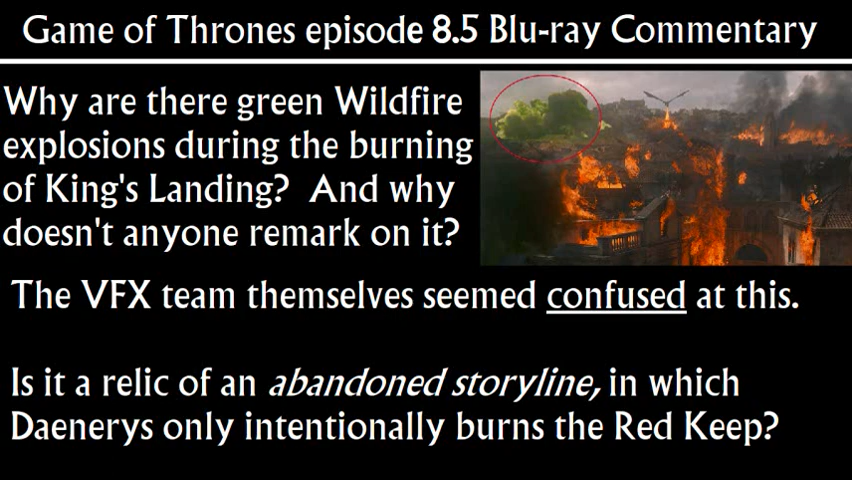 Game of Thrones episode 8.5 Blu-ray Commentary
Why are there green Wildfire
explosions during the burning
of King's Landing? And why
doesn't anyone remark on it?
The VFX team themselves seemed confused at this.
Is it a relic of an abandoned storyline, in which
Daenerys only intentionally burns the Red Keep?